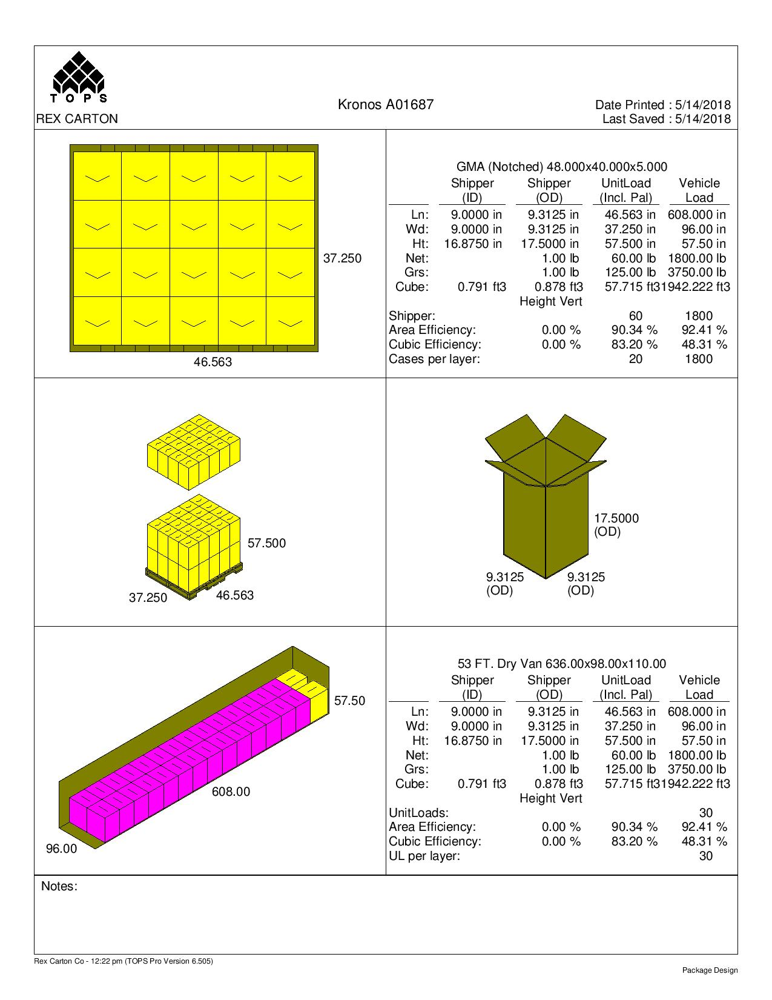 TOPS
REX CARTON
Kronos A01687
Date Printed : 5/14/2018
Last Saved : 5/14/2018
37.250
46.563
GMA (Notched) 48.000x40.000x5.000
Shipper Shipper UnitLoad Vehicle
(ID) (OD) (Incl. Pal) Load
Ln: 9.0000 in 9.3125 in 46.563 in 608.000 in
Wd: 9.0000 in 9.3125 in 37.250 in 96.00 in
Ht: 16.8750 in 17.5000 in 57.500 in 57.50 in
Net: 1.00 lb 60.00 lb 1800.00 lb
Grs: 1.00 lb 125.00 lb 3750.00 lb
Cube: 0.791 ft3 0.878 ft3 57.715 ft31942.222 ft3
Height Vert
Shipper: 60 1800
Area Efficiency: 0.00 % 90.34 % 92.41 %
Cubic Efficiency: 0.00 % 83.20 % 48.31 %
Cases per layer: 20 1800
57.500
37.250
46.563
17.5000
(OD)
9.3125
(OD)
9.3125
(OD)
57.50
608.00
96.00
53 FT. Dry Van 636.00x98.00x110.00
Shipper Shipper UnitLoad Vehicle
(ID) (OD) (Incl. Pal) Load
Ln: 9.0000 in 9.3125 in 46.563 in 608.000 in
Wd: 9.0000 in 9.3125 in 37.250 in 96.00 in
Ht: 16.8750 in 17.5000 in 57.500 in 57.50 in
Net: 1.00 lb 60.00 lb 1800.00 lb
Grs: 1.00 lb 125.00 lb 3750.00 lb
Cube: 0.791 ft3 0.878 ft3 57.715 ft31942.222 ft3
Height Vert
UnitLoads: 30
Area Efficiency: 0.00 % 90.34 % 92.41 %
Cubic Efficiency: 0.00 % 83.20 % 48.31 %
UL per layer: 30
Notes:
Rex Carton Co - 12:22 pm (TOPS Pro Version 6.505)
Package Design